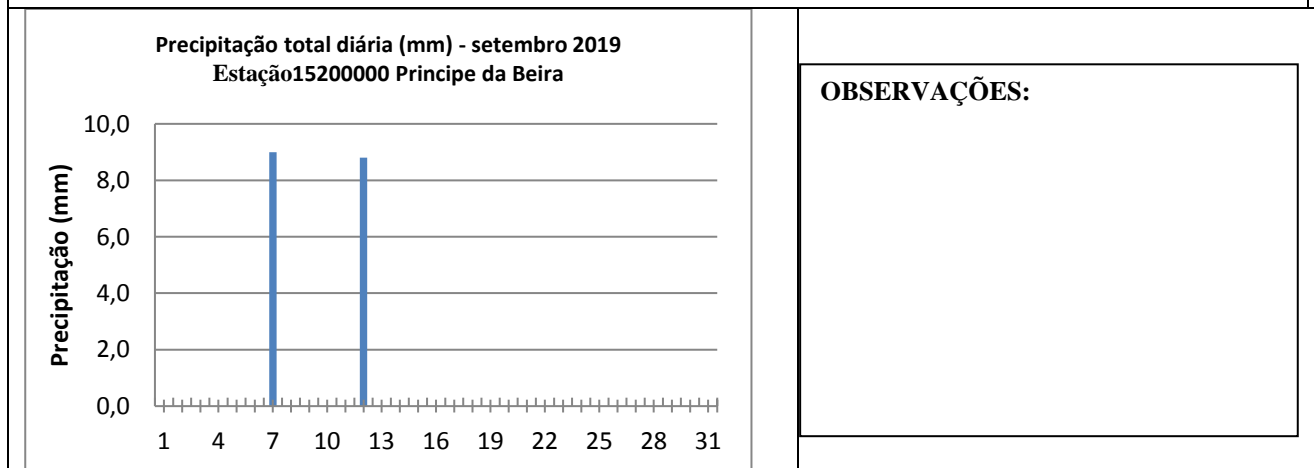 Precipitação total diária (mm) - setembro 2019
Estação15200000 Principe da Beira
Precipitação (mm)
10,0
8,0
6,0
4,0
2,0
0,0
1 4 7 10 13 16 19 22 25 28 31
OBSERVAÇÕES: